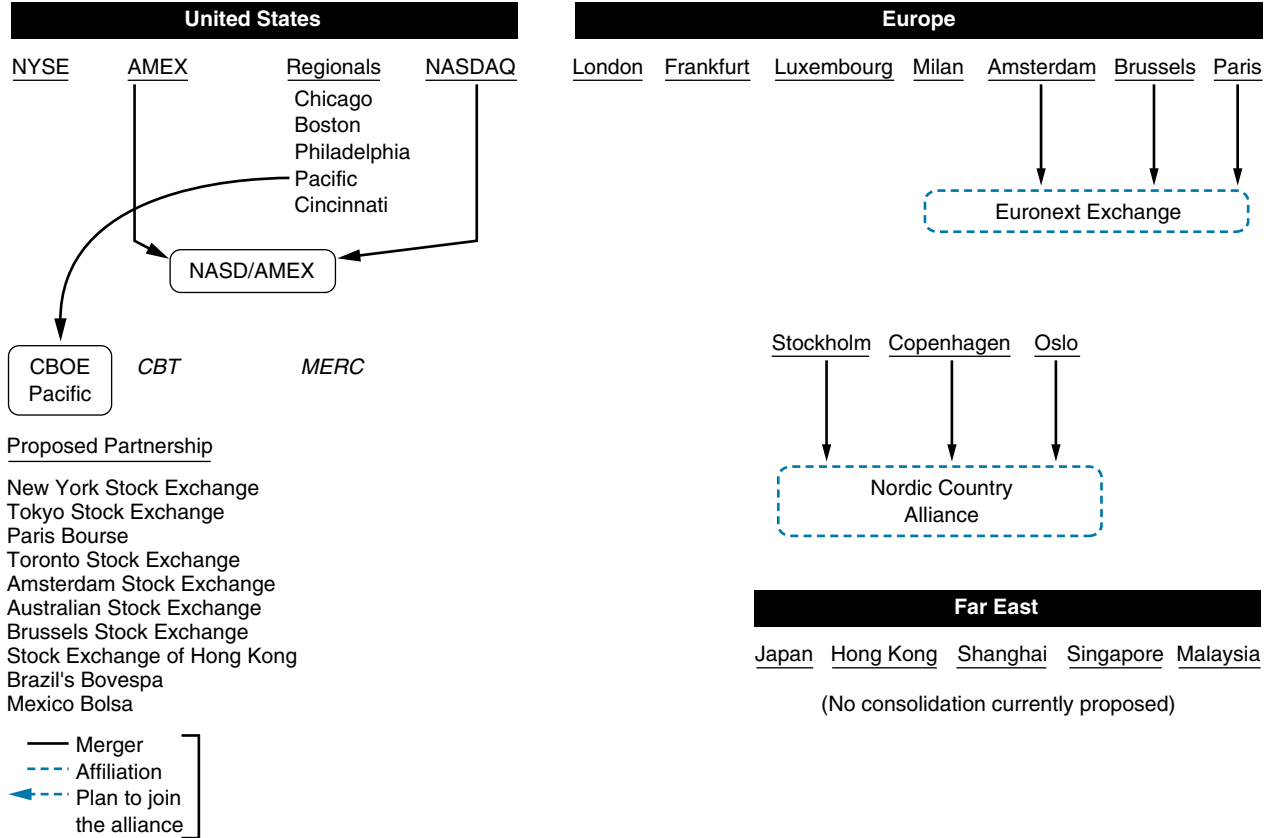 United States
NYSE AMEX Regionals NASDAQ
Chicago
Boston
Philadelphia
Pacific
Cincinnati
NASD/AMEX
CBOE
Pacific
CBT MERC
Proposed Partnership
New York Stock Exchange
Tokyo Stock Exchange
Paris Bourse
Toronto Stock Exchange
Amsterdam Stock Exchange
Australian Stock Exchange
Brussels Stock Exchange
Stock Exchange of Hong Kong
Brazil's Bovespa
Mexico Bolsa
Merger
Affiliation
Plan to join
the alliance
Europe
London Frankfurt Luxembourg Milan Amsterdam Brussels Paris
Euronext Exchange
Stockholm Copenhagen Oslo
Nordic Country
Alliance
Far East
Japan Hong Kong Shanghai Singapore Malaysia
(No consolidation currently proposed)